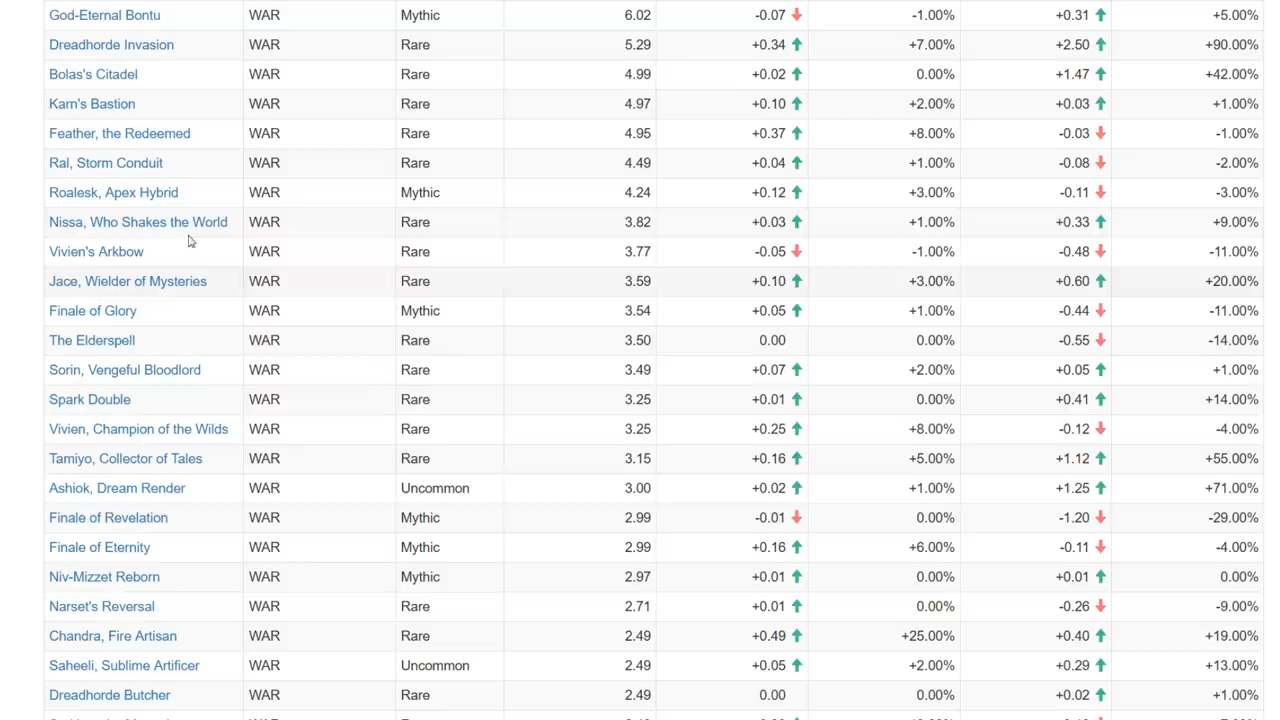 God-Eternal Bontu WAR Mythic 6.02 -0.07 -1.00% +0.31 +5.00%
Dreadhorde Invasion WAR Rare 5.29 +0.34 +7.00% +2.50 +90.00%
Bolas's Citadel WAR Rare 4.99 +0.02 0.00% +1.47 +42.00%
Karn's Bastion WAR Rare 4.97 +0.10 +2.00% +0.03 +1.00%
Feather, the Redeemed WAR Rare 4.95 +0.37 +8.00% -0.03 -1.00%
Ral, Storm Conduit WAR Rare 4.49 +0.04 +1.00% -0.08 -2.00%
Roalesk, Apex Hybrid WAR Mythic 4.24 +0.12 +3.00% -0.11 -3.00%
Nissa, Who Shakes the World WAR Rare 3.82 +0.03 +1.00% +0.33 +9.00%
Vivien's Arkbow WAR Rare 3.77 -0.05 -1.00% -0.48 -11.00%
Jace, Wielder of Mysteries WAR Rare 3.59 +0.10 +3.00% +0.60 +20.00%
Finale of Glory WAR Mythic 3.54 +0.05 +1.00% -0.44 -11.00%
The Elderspell WAR Rare 3.50 0.00 0.00% -0.55 -14.00%
Sorin, Vengeful Bloodlord WAR Rare 3.49 +0.07 +2.00% +0.05 +1.00%
Spark Double WAR Rare 3.25 +0.01 0.00% +0.41 +14.00%
Vivien, Champion of the Wilds WAR Rare 3.25 +0.25 +8.00% -0.12 -4.00%
Tamiyo, Collector of Tales WAR Rare 3.15 +0.16 +5.00% +1.12 +55.00%
Ashiok, Dream Render WAR Uncommon 3.00 +0.02 +1.00% +1.25 +71.00%
Finale of Revelation WAR Mythic 2.99 -0.01 0.00% -1.20 -29.00%
Finale of Eternity WAR Mythic 2.99 +0.16 +6.00% -0.11 -4.00%
Niv-Mizzet Reborn WAR Mythic 2.97 +0.01 0.00% +0.01 0.00%
Narset's Reversal WAR Rare 2.71 +0.01 0.00% -0.26 -9.00%
Chandra, Fire Artisan WAR Rare 2.49 +0.49 +25.00% +0.40 +19.00%
Saheeli, Sublime Artificer WAR Uncommon 2.49 +0.05 +2.00% +0.29 +13.00%
Dreadhorde Butcher WAR Rare 2.49 0.00 0.00% +0.02 +1.00%